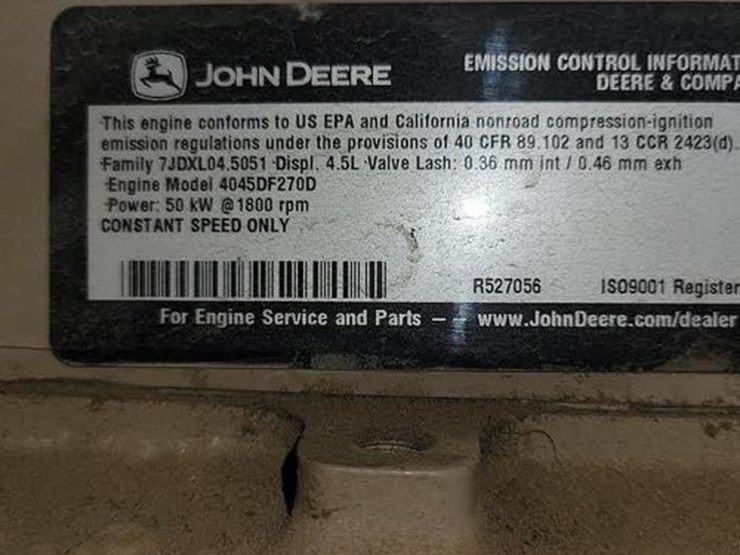 JOHN DEERE
EMISSION CONTROL INFORMAT
DEERE & COMPA
This engine conforms to US EPA and California nonroad compression-ignition
emission regulations under the provisions of 40 CFR 89.102 and 13 CCR 2423(d).
Family 7JDXL04.5051 Displ. 4.5L Valve Lash: 0.36 mm int / 0.46 mm exh
Engine Model 4045DF270D
Power: 50 kW @ 1800 rpm
CONSTANT SPEED ONLY
R527056 ISO9001 Register
For Engine Service and Parts – – www.JohnDeere.com/dealer